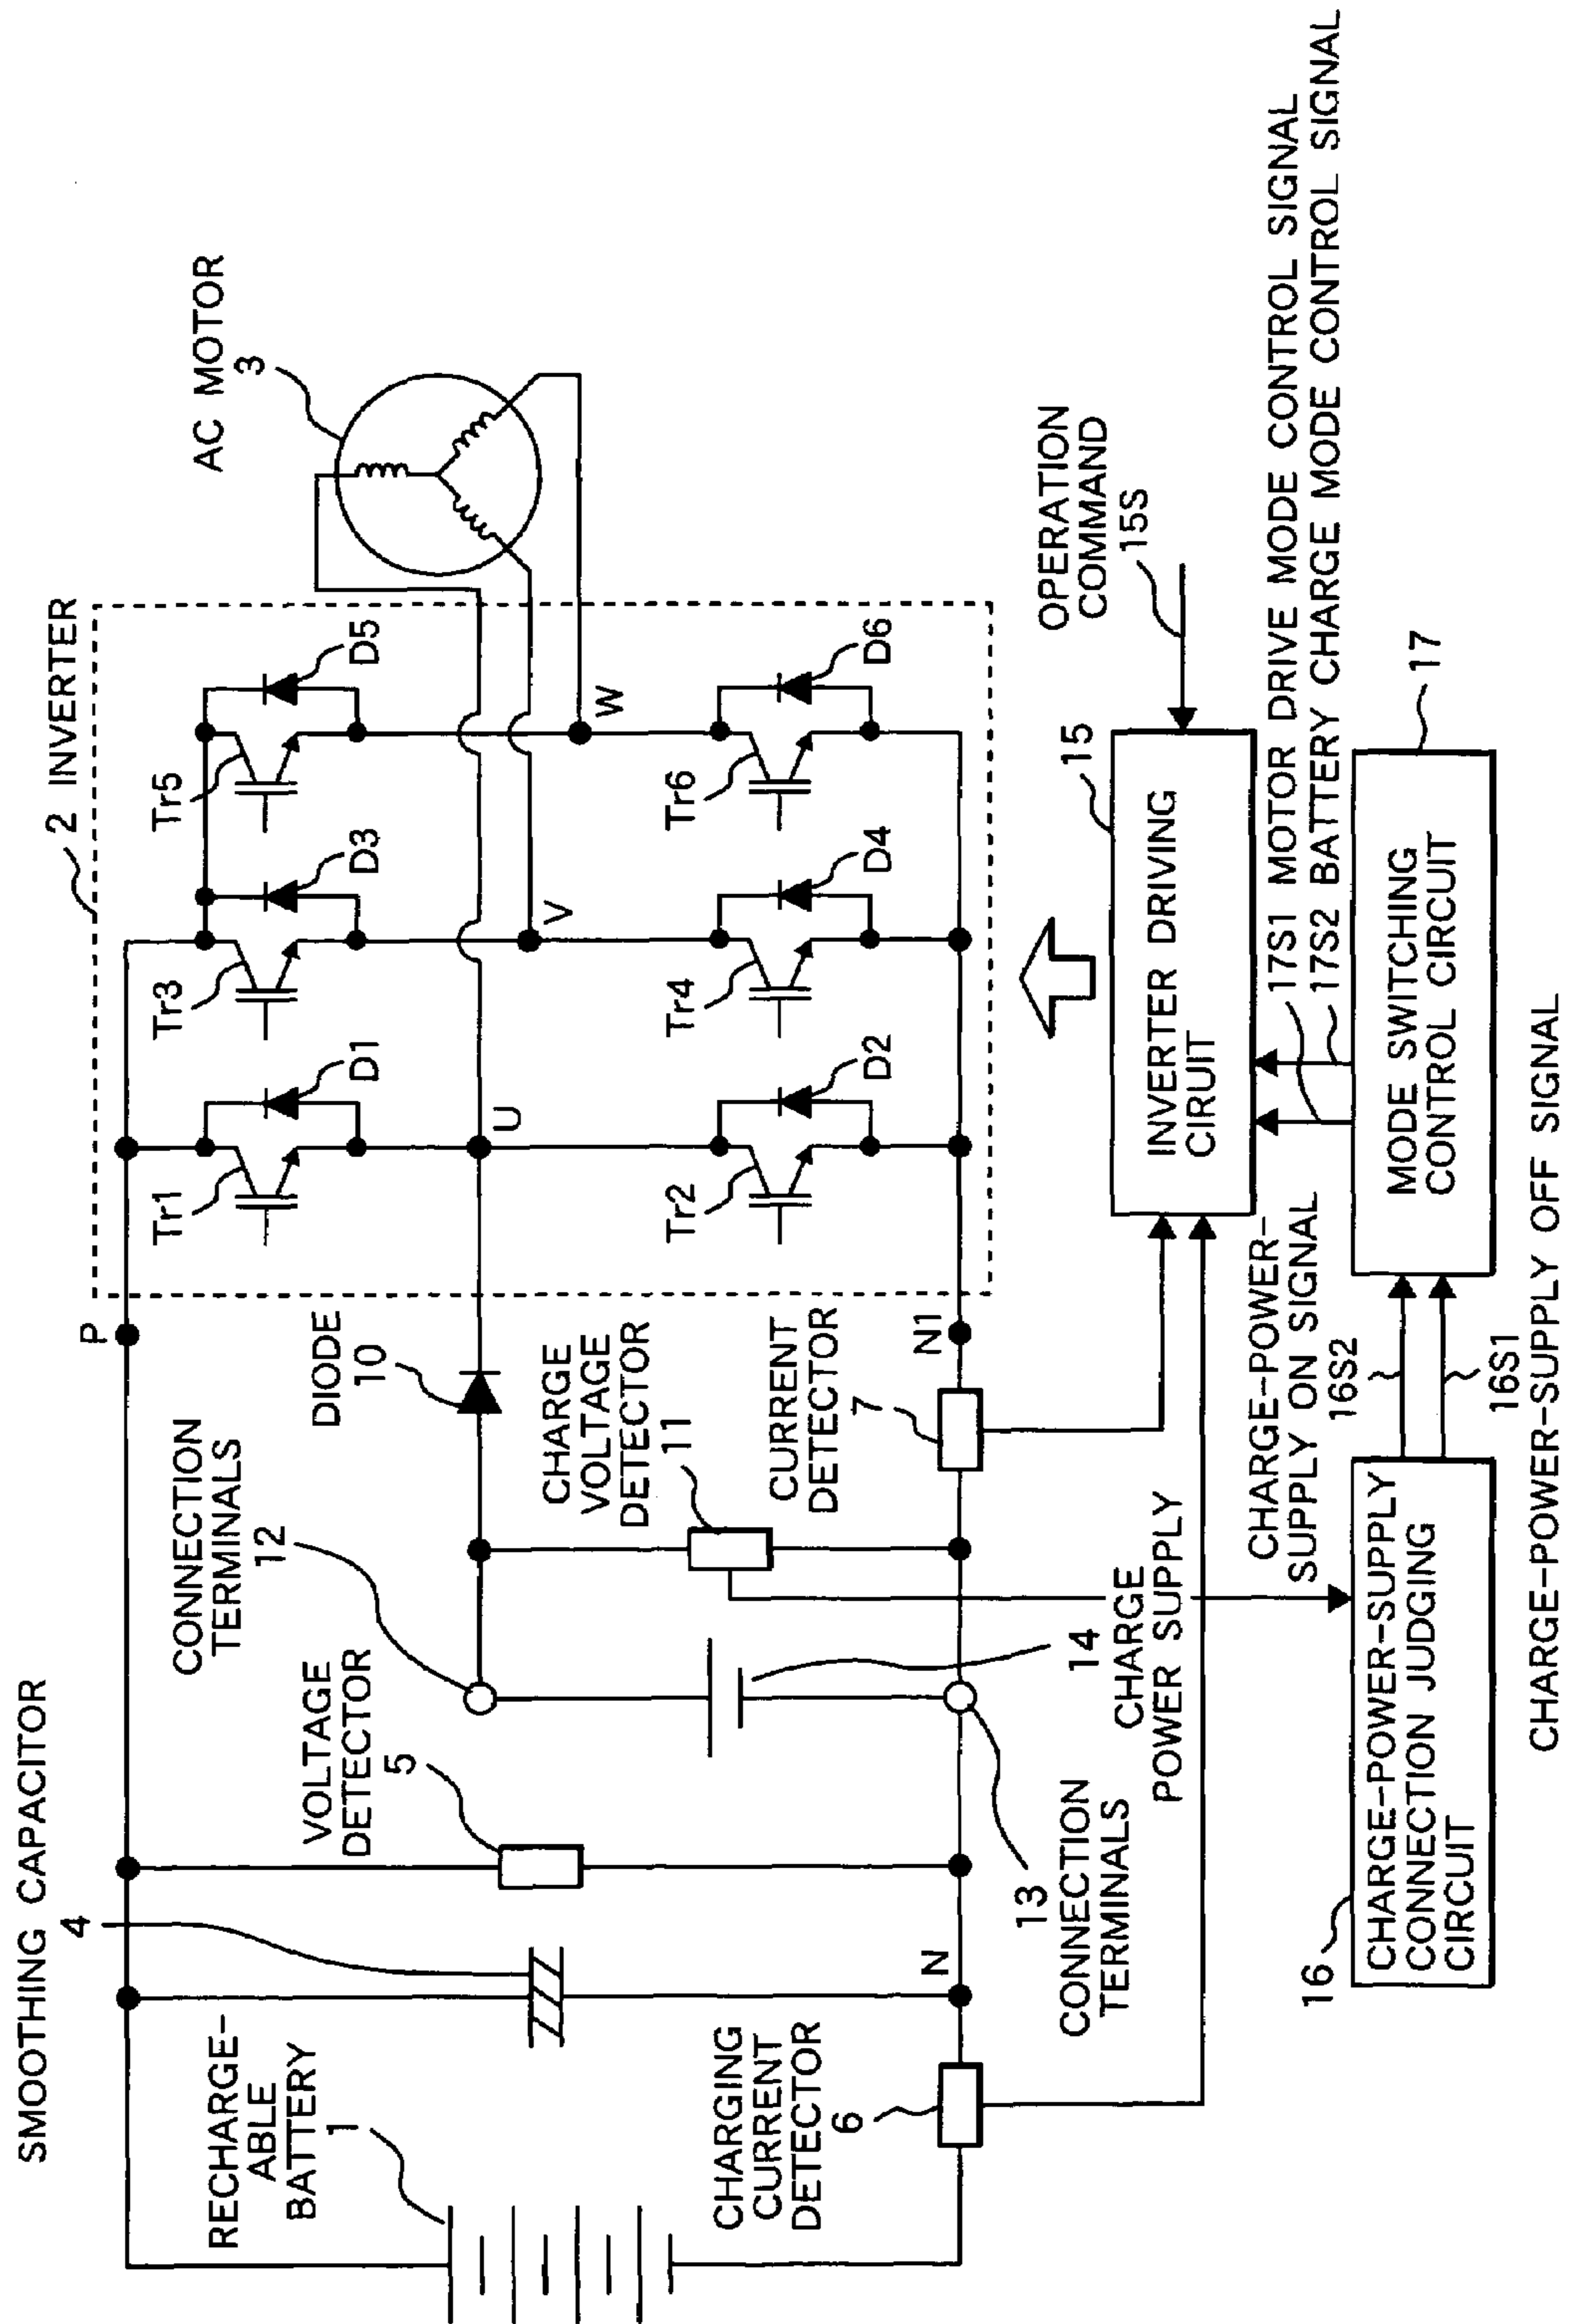 SMOOTHING CAPACITOR
4
RECHARGE-
ABLE
BATTERY
1
CHARGING
CURRENT
DETECTOR
6
N
VOLTAGE
DETECTOR
5
CONNECTION
TERMINALS
12
13
CONNECTION
TERMINALS
14
CHARGE
POWER SUPPLY
CHARGE
VOLTAGE
DETECTOR
11
DIODE
10
CURRENT
DETECTOR
7
P
N1
2 INVERTER
Tr1
D1
Tr3
D3
Tr5
D5
U
V
W
Tr2
D2
Tr4
D4
Tr6
D6
AC MOTOR
3
OPERATION
COMMAND
15S
15
INVERTER DRIVING
CIRUIT
17S1 MOTOR DRIVE MODE CONTROL SIGNAL
17S2 BATTERY CHARGE MODE CONTROL SIGNAL
CHARGE-POWER-
SUPPLY ON SIGNAL
16S2
16S1
CHARGE-POWER-SUPPLY OFF SIGNAL
16
CHARGE-POWER-SUPPLY
CONNECTION JUDGING
CIRCUIT
MODE SWITCHING
CONTROL CIRCUIT
17